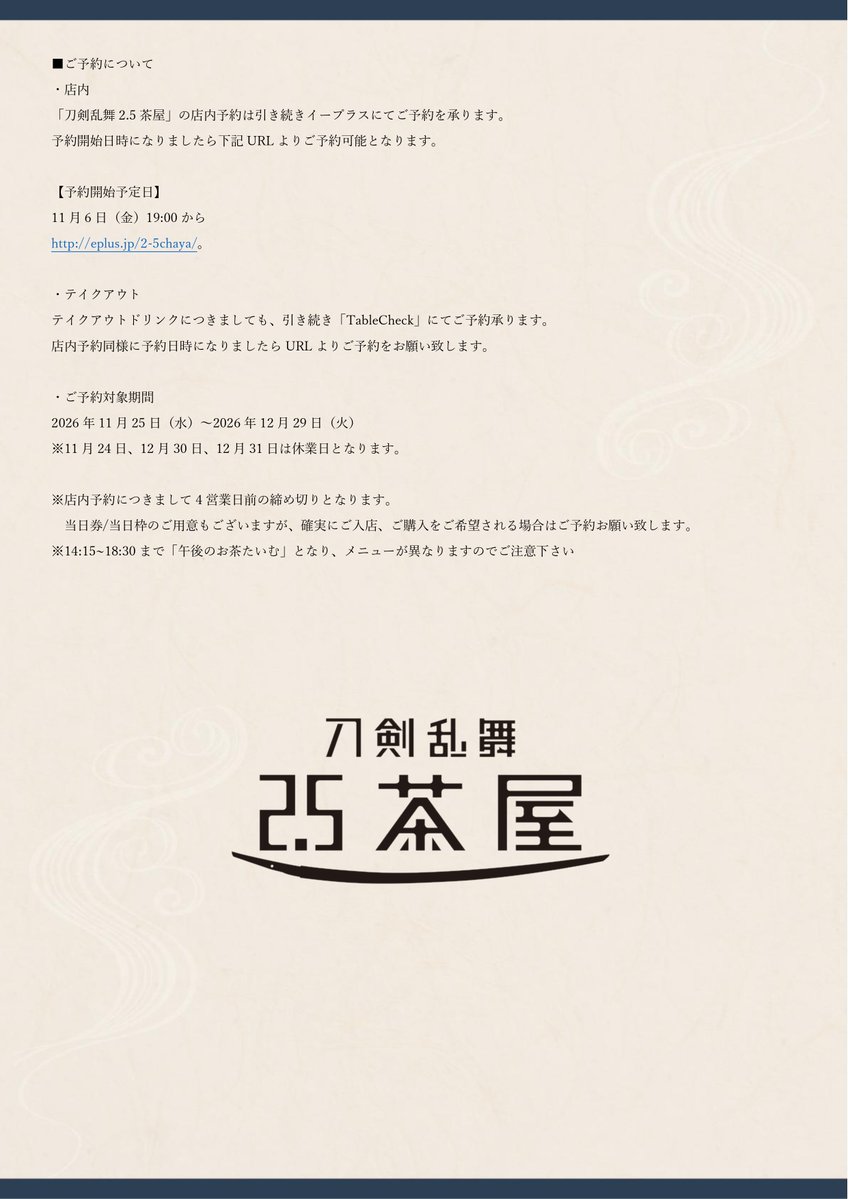 ■ご予約について
・店内
「刀剣乱舞 2.5 茶屋」の店内予約は引き続きイープラスにてご予約を承ります。
予約開始日時になりましたら下記 URL よりご予約可能となります。
【予約開始予定日】
11 月 6 日（金）19:00 から
http://eplus.jp/2-5chaya/。
・テイクアウト
テイクアウトドリンクにつきましても、引き続き「TableCheck」にてご予約承ります。
店内予約同様に予約日時になりましたら URL よりご予約をお願い致します。
・ご予約対象期間
2026 年 11 月 25 日（水）～2026 年 12 月 29 日（火）
※11 月 24 日、12 月 30 日、12 月 31 日は休業日となります。
※店内予約につきまして 4 営業日前の締め切りとなります。
当日券/当日枠のご用意もございますが、確実にご入店、ご購入をご希望される場合はご予約お願い致します。
※14:15~18:30 まで「午後のお茶たいむ」となり、メニューが異なりますのでご注意下さい
刀剣乱舞
2.5 茶屋